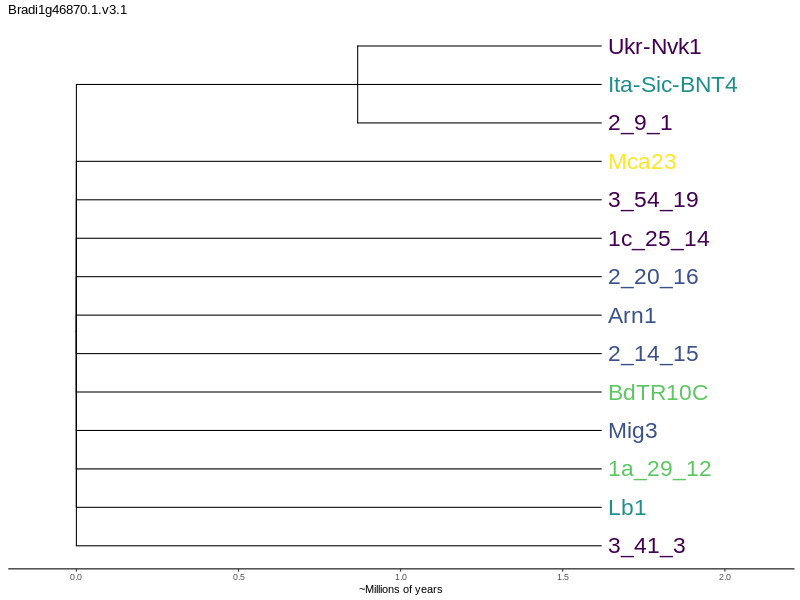 Bradi1g46870.1.v3.1
Ukr-Nvk1
Ita-Sic-BNT4
2_9_1
Mca23
3_54_19
1c_25_14
2_20_16
Arn1
2_14_15
BdTR10C
Mig3
1a_29_12
Lb1
3_41_3
0.0 0.5 1.0 1.5 2.0
~Millions of years